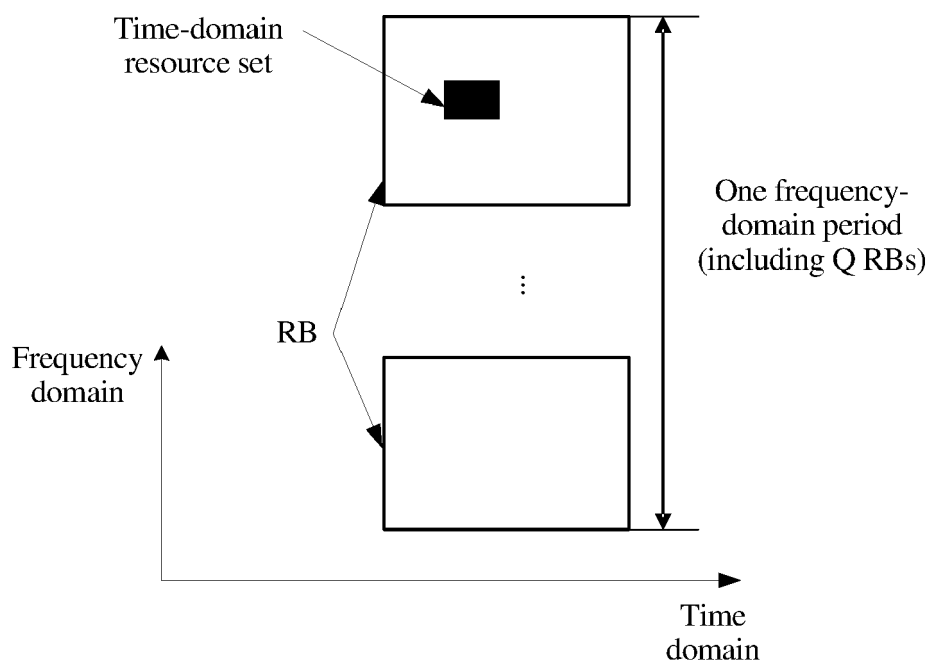 Time-domain
resource set
One frequency-
domain period
(including Q RBs)
...
RB
Frequency
domain
Time
domain